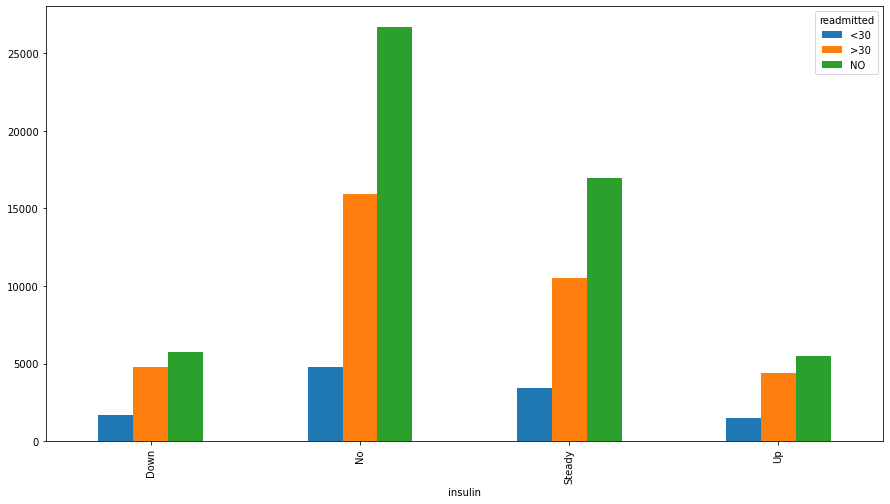 readmitted
<30
>30
NO
25000
20000
15000
10000
5000
0
Down
No
Steady
Up
insulin